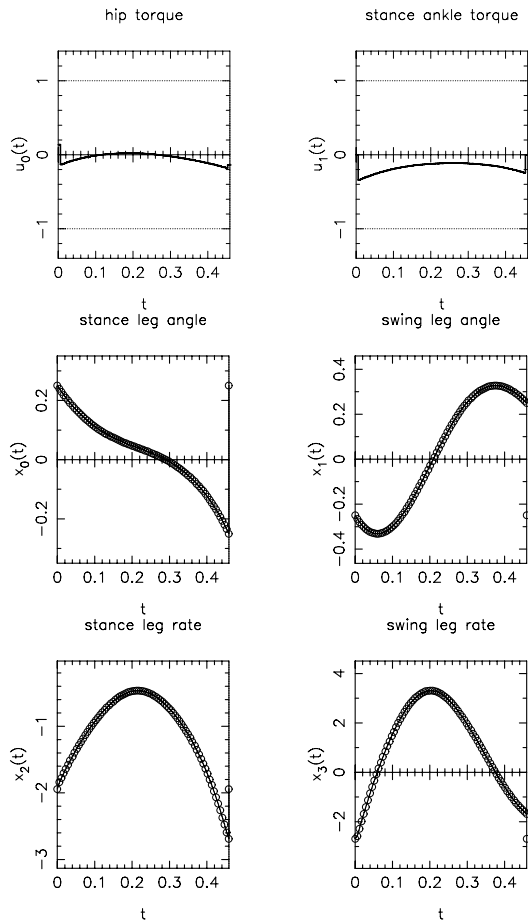 hip torque
stance ankle torque
u0(t)
1
0
−1
0
0.1
0.2
0.3
0.4
t
u1(t)
1
0
−1
0
0.1
0.2
0.3
0.4
t
stance leg angle
swing leg angle
x0(t)
0.2
0
−0.2
0
0.1
0.2
0.3
0.4
t
x1(t)
0.4
0.2
0
−0.2
−0.4
0
0.1
0.2
0.3
0.4
t
stance leg rate
swing leg rate
x2(t)
−1
−2
−3
0
0.1
0.2
0.3
0.4
t
x3(t)
4
2
0
−2
0
0.1
0.2
0.3
0.4
t